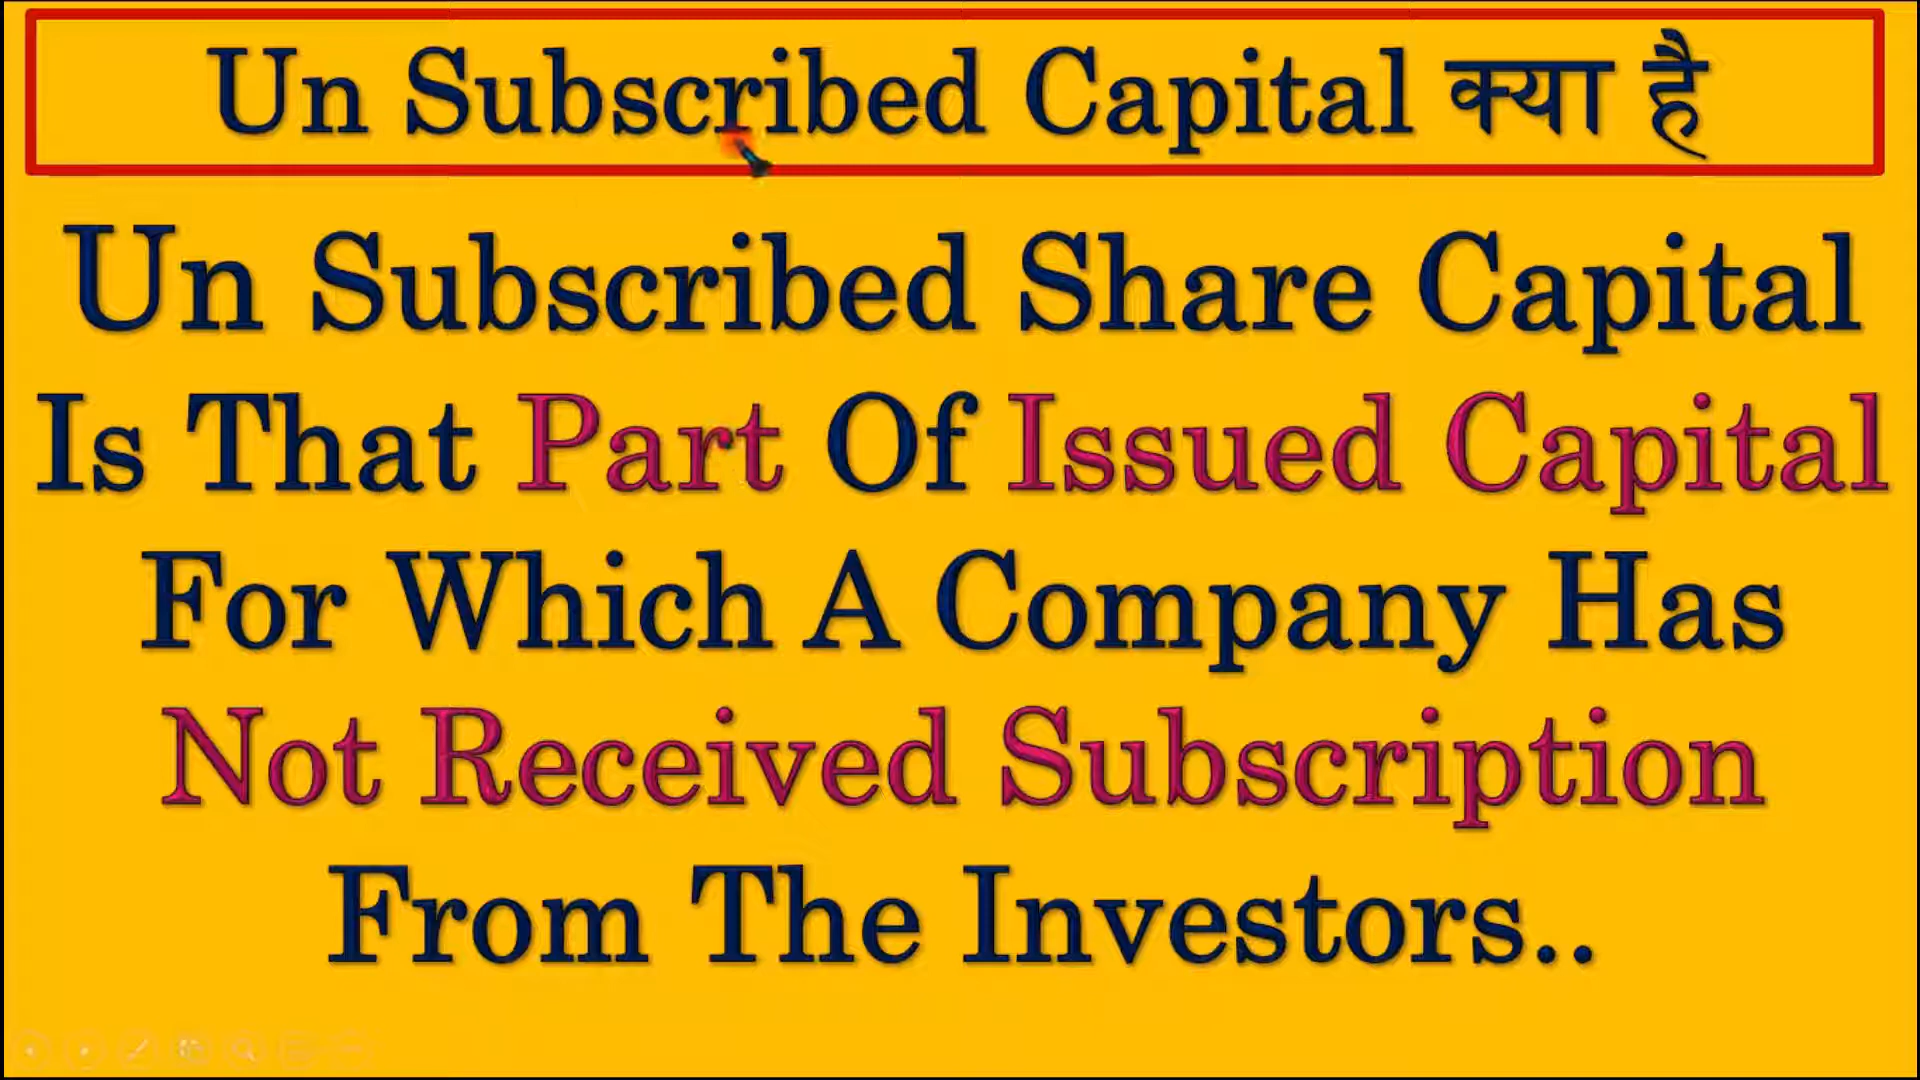 Un Subscribed Capital क्या है
Un Subscribed Share Capital
Is That Part Of Issued Capital
For Which A Company Has
Not Received Subscription
From The Investors..